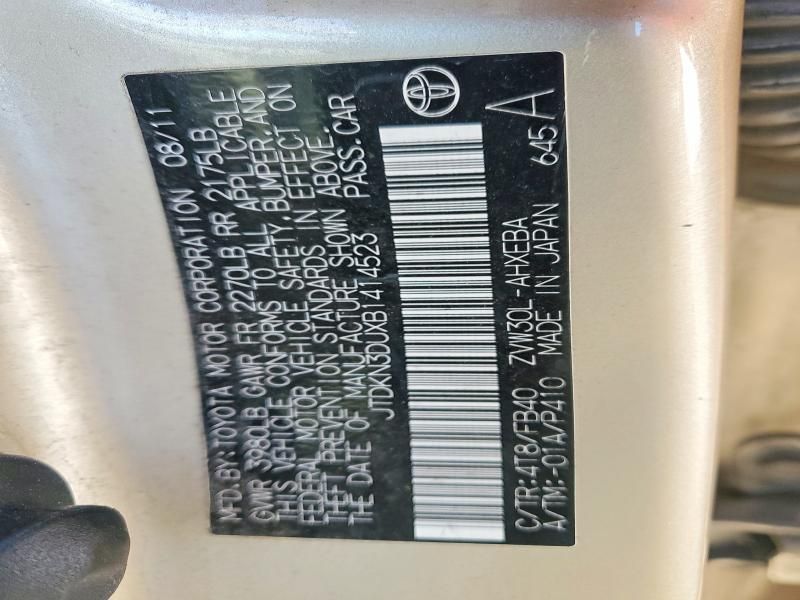 MFD. BY: TOYOTA MOTOR CORPORATION 08/11
GVWR 3980LB GAWR FR 2270LB RR 2175LB
THIS VEHICLE CONFORMS TO ALL APPLICABLE
FEDERAL MOTOR VEHICLE SAFETY, BUMPER, AND
THEFT PREVENTION STANDARDS IN EFFECT ON
THE DATE OF MANUFACTURE SHOWN ABOVE.
JTDKN3DUXB1414523 PASS. CAR
C/TR: 4T8/FB40 ZVW30L-AHXEBA
A/TM: -01A/P410 MADE IN JAPAN 645 A